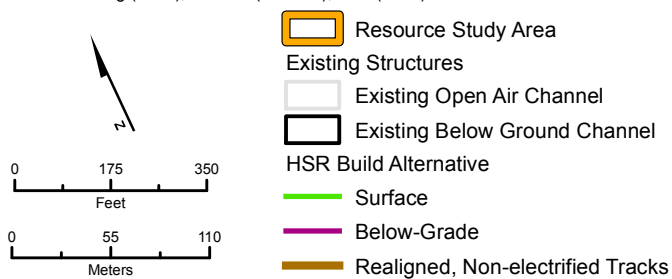 Resource Study Area
Existing Structures
Existing Open Air Channel
Existing Below Ground Channel
HSR Build Alternative
Surface
Below-Grade
Realigned, Non-electrified Tracks
N
0 175 350
Feet
0 55 110
Meters